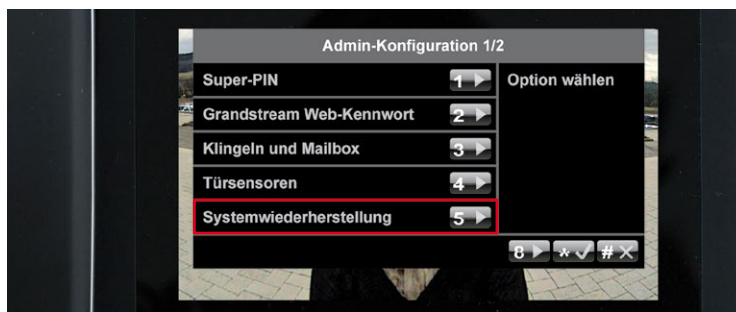 Admin-Konfiguration 1/2
Super-PIN 1 Option wählen
Grandstream Web-Kennwort 2
Klingeln und Mailbox 3
Türsensoren 4
Systemwiederherstellung 5
8 * #